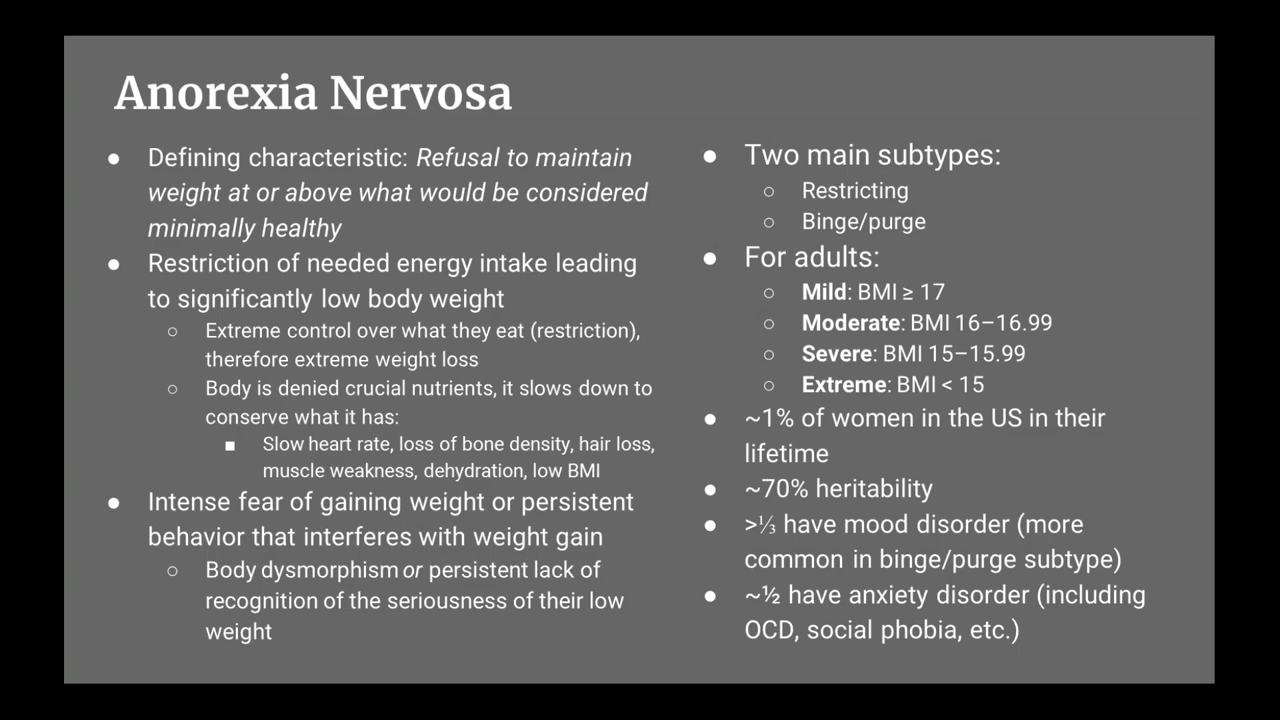 Anorexia Nervosa
● Defining characteristic: Refusal to maintain
weight at or above what would be considered
minimally healthy
● Restriction of needed energy intake leading
to significantly low body weight
○ Extreme control over what they eat (restriction),
therefore extreme weight loss
○ Body is denied crucial nutrients, it slows down to
conserve what it has:
■ Slow heart rate, loss of bone density, hair loss,
muscle weakness, dehydration, low BMI
● Intense fear of gaining weight or persistent
behavior that interferes with weight gain
○ Body dysmorphism or persistent lack of
recognition of the seriousness of their low
weight
● Two main subtypes:
○ Restricting
○ Binge/purge
● For adults:
○ Mild: BMI ≥ 17
○ Moderate: BMI 16–16.99
○ Severe: BMI 15–15.99
○ Extreme: BMI < 15
● ~1% of women in the US in their
lifetime
● ~70% heritability
● >⅓ have mood disorder (more
common in binge/purge subtype)
● ~½ have anxiety disorder (including
OCD, social phobia, etc.)